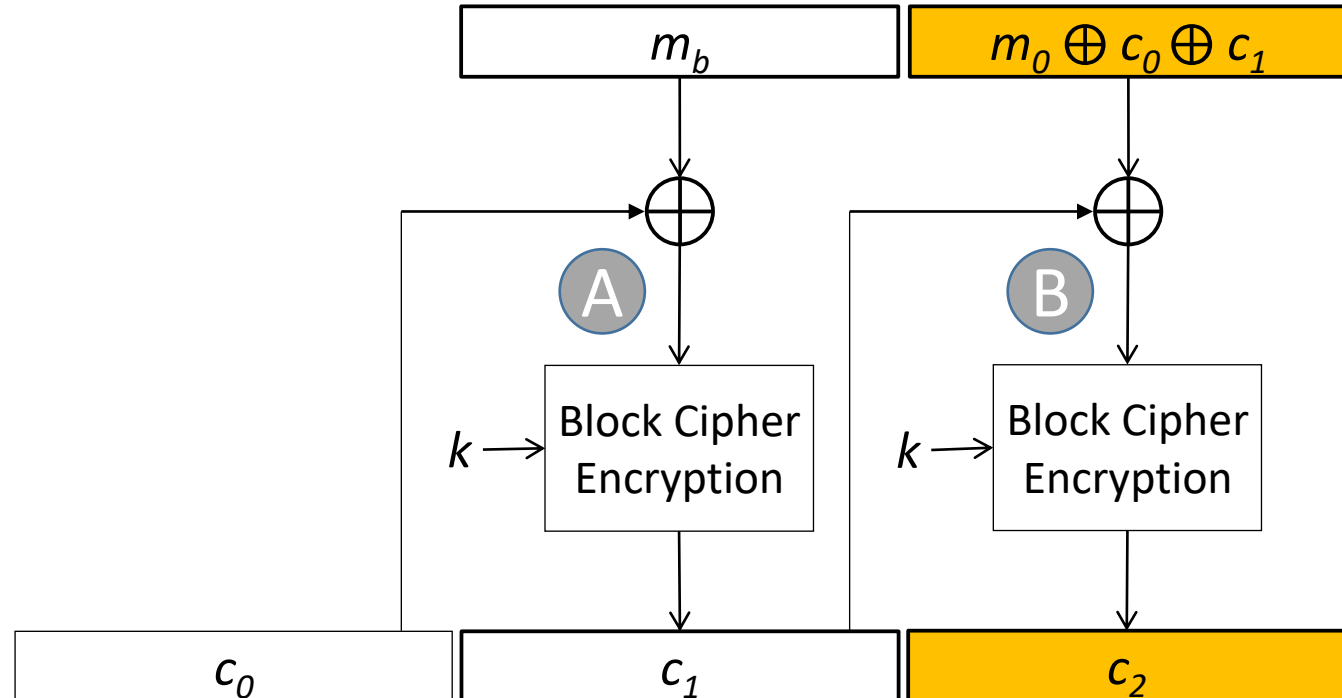 m_b
m_0 ⊕ c_0 ⊕ c_1
A
B
k
Block Cipher
Encryption
k
Block Cipher
Encryption
c_0
c_1
c_2